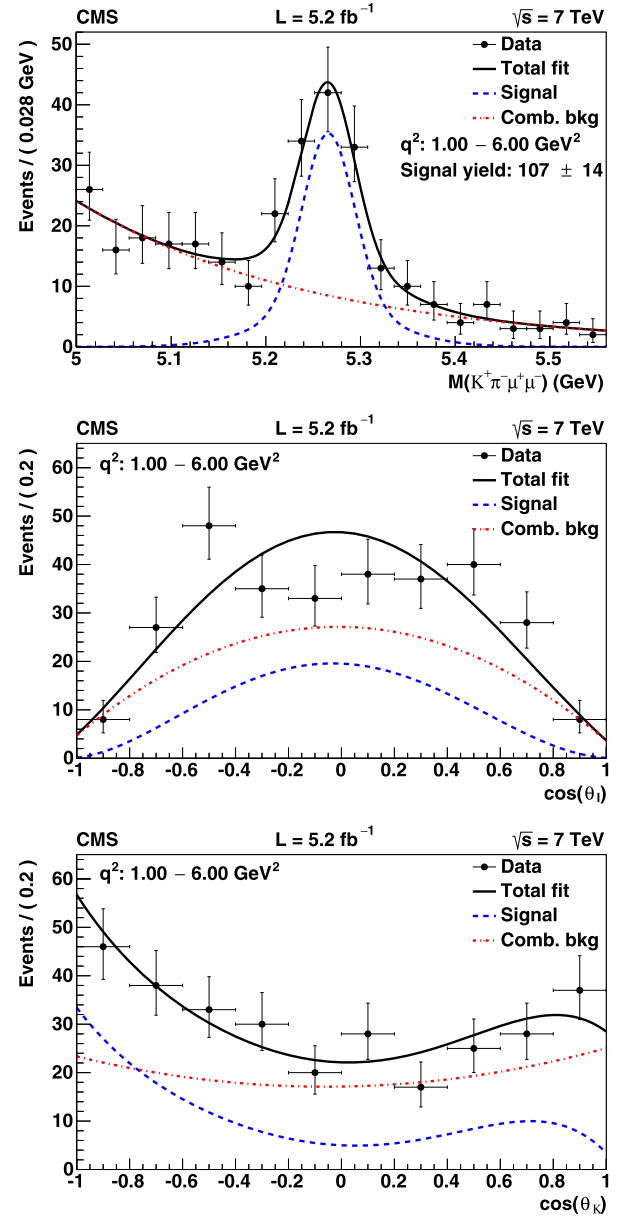 CMS L = 5.2 fb⁻¹ √s = 7 TeV
Events / ( 0.028 GeV )
50
40
30
20
10
0
Data
Total fit
Signal
Comb. bkg
q²: 1.00 − 6.00 GeV²
Signal yield: 107 ± 14
5 5.1 5.2 5.3 5.4 5.5
M(K⁺π⁻μ⁺μ⁻) (GeV)
CMS L = 5.2 fb⁻¹ √s = 7 TeV
Events / ( 0.2 )
60
50
40
30
20
10
0
q²: 1.00 − 6.00 GeV²
Data
Total fit
Signal
Comb. bkg
-1 -0.8 -0.6 -0.4 -0.2 0 0.2 0.4 0.6 0.8 1
cos(θₗ)
CMS L = 5.2 fb⁻¹ √s = 7 TeV
Events / ( 0.2 )
60
50
40
30
20
10
0
q²: 1.00 − 6.00 GeV²
Data
Total fit
Signal
Comb. bkg
-1 -0.8 -0.6 -0.4 -0.2 0 0.2 0.4 0.6 0.8 1
cos(θ_K)